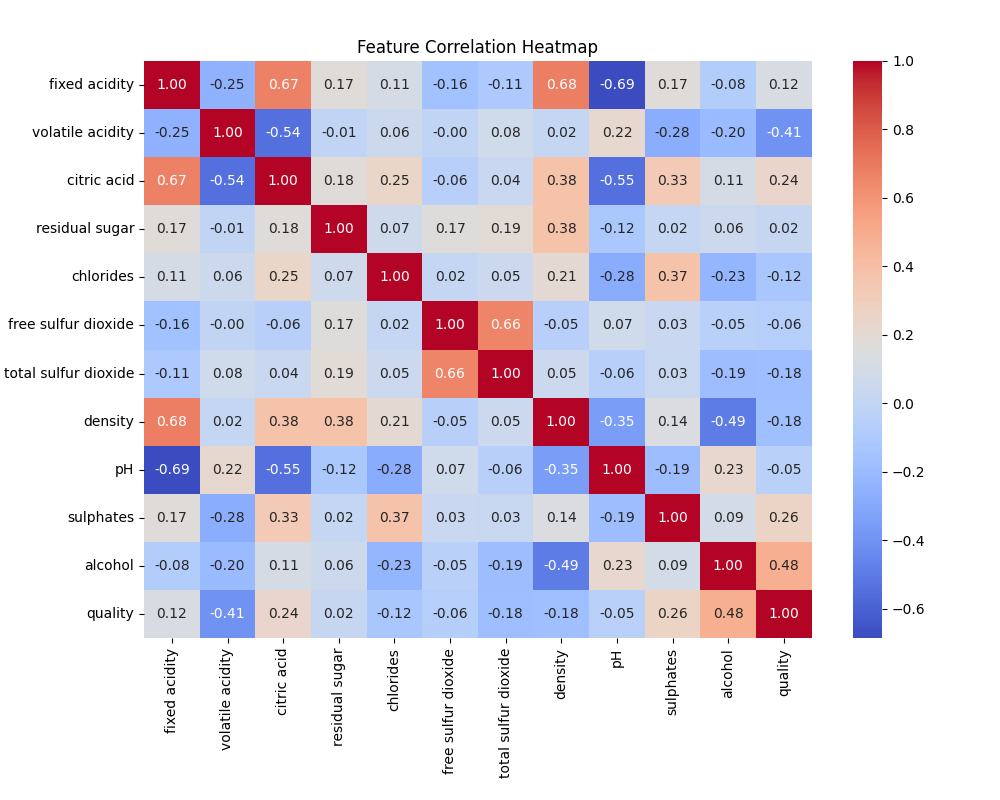 Feature Correlation Heatmap
fixed acidity 1.00 -0.25 0.67 0.17 0.11 -0.16 -0.11 0.68 -0.69 0.17 -0.08 0.12
volatile acidity -0.25 1.00 -0.54 -0.01 0.06 -0.00 0.08 0.02 0.22 -0.28 -0.20 -0.41
citric acid 0.67 -0.54 1.00 0.18 0.25 -0.06 0.04 0.38 -0.55 0.33 0.11 0.24
residual sugar 0.17 -0.01 0.18 1.00 0.07 0.17 0.19 0.38 -0.12 0.02 0.06 0.02
chlorides 0.11 0.06 0.25 0.07 1.00 0.02 0.05 0.21 -0.28 0.37 -0.23 -0.12
free sulfur dioxide -0.16 -0.00 -0.06 0.17 0.02 1.00 0.66 -0.05 0.07 0.03 -0.05 -0.06
total sulfur dioxide -0.11 0.08 0.04 0.19 0.05 0.66 1.00 0.05 -0.06 0.03 -0.19 -0.18
density 0.68 0.02 0.38 0.38 0.21 -0.05 0.05 1.00 -0.35 0.14 -0.49 -0.18
pH -0.69 0.22 -0.55 -0.12 -0.28 0.07 -0.06 -0.35 1.00 -0.19 0.23 -0.05
sulphates 0.17 -0.28 0.33 0.02 0.37 0.03 0.03 0.14 -0.19 1.00 0.09 0.26
alcohol -0.08 -0.20 0.11 0.06 -0.23 -0.05 -0.19 -0.49 0.23 0.09 1.00 0.48
quality 0.12 -0.41 0.24 0.02 -0.12 -0.06 -0.18 -0.18 -0.05 0.26 0.48 1.00
fixed acidity
volatile acidity
citric acid
residual sugar
chlorides
free sulfur dioxide
total sulfur dioxide
density
pH
sulphates
alcohol
quality
1.0
0.8
0.6
0.4
0.2
0.0
−0.2
−0.4
−0.6